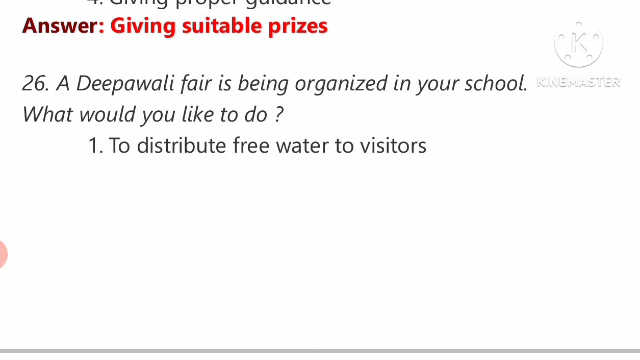 4. Giving proper guidance
Answer: Giving suitable prizes
26. A Deepawali fair is being organized in your school.
What would you like to do ?
1. To distribute free water to visitors
K
KINEMASTER